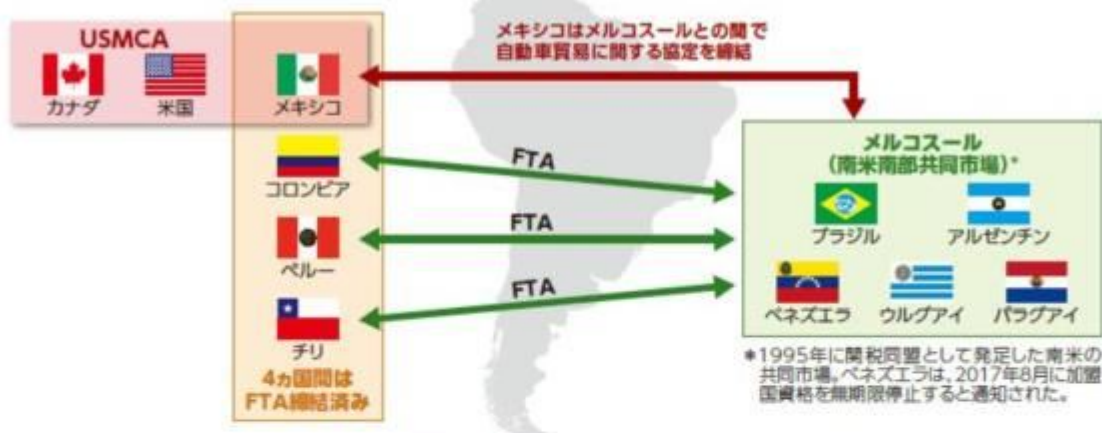 USMCA
カナダ
米国
メキシコ
メキシコはメルコスールとの間で
自動車貿易に関する協定を締結
コロンビア
ペルー
チリ
4ヵ国間は
FTA締結済み
FTA
FTA
FTA
メルコスール
（南米南部共同市場）*
ブラジル
アルゼンチン
ベネズエラ
ウルグアイ
パラグアイ
*1995年に関税同盟として発足した南米の
共同市場。ベネズエラは、2017年8月に加盟
国資格を無期限停止すると通知された。